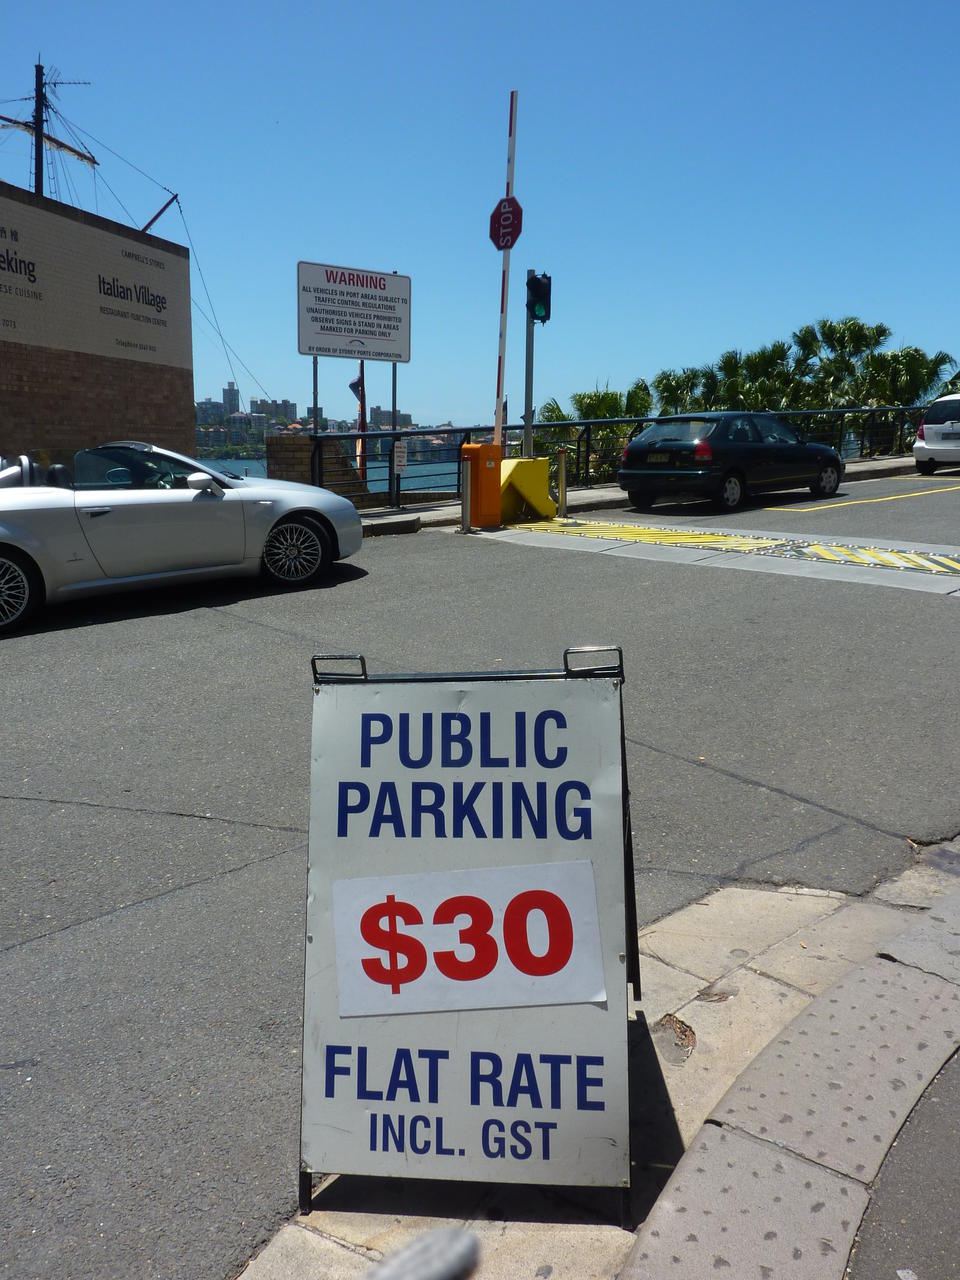 eking
ESE CUISINE
7073
CAMPBELL'S STORES
Italian Village
RESTAURANT-FUNCTION CENTRE
Telephone
WARNING
ALL VEHICLES IN PORT AREAS SUBJECT TO
TRAFFIC CONTROL REGULATIONS
UNAUTHORISED VEHICLES PROHIBITED
OBSERVE SIGNS & STAND IN AREAS
MARKED FOR PARKING ONLY
BY ORDER OF SYDNEY PORTS CORPORATION
STOP
PUBLIC
PARKING
$30
FLAT RATE
INCL. GST